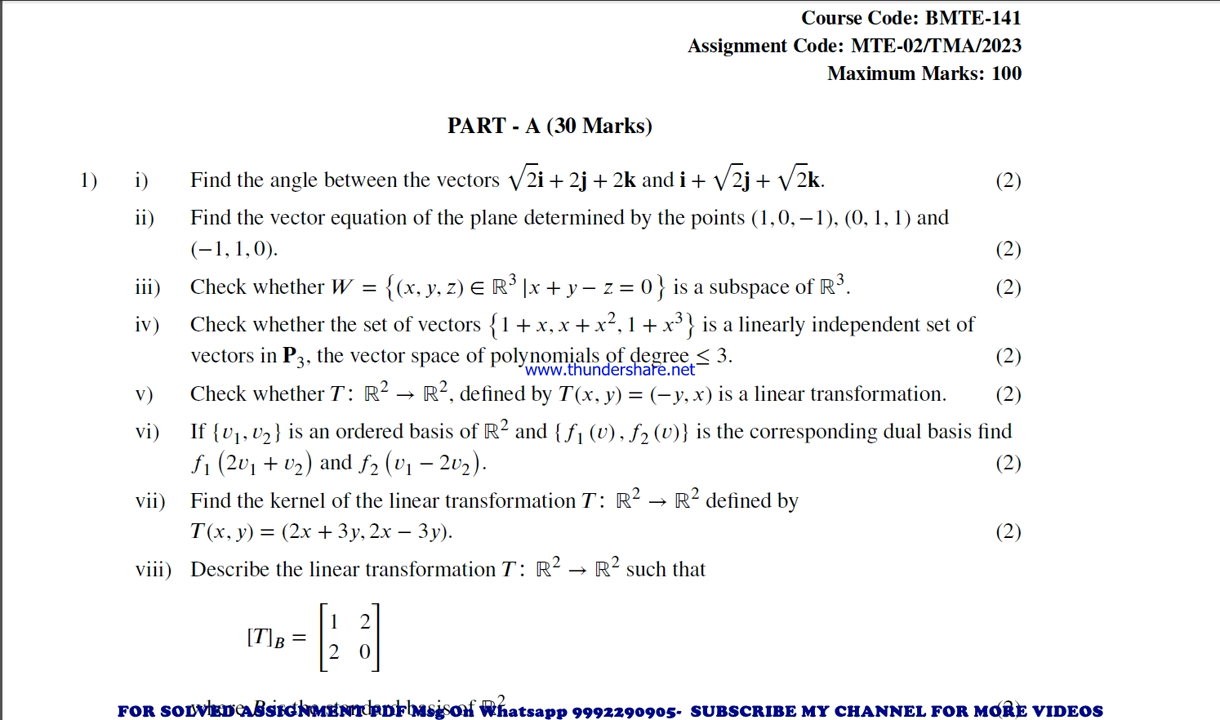 Course Code: BMTE-141
Assignment Code: MTE-02/TMA/2023
Maximum Marks: 100
PART - A (30 Marks)
1) i) Find the angle between the vectors √2i + 2j + 2k and i + √2j + √2k. (2)
ii) Find the vector equation of the plane determined by the points (1, 0, −1), (0, 1, 1) and
(−1, 1, 0). (2)
iii) Check whether W = {(x, y, z) ∈ ℝ³ | x + y − z = 0} is a subspace of ℝ³. (2)
iv) Check whether the set of vectors {1 + x, x + x², 1 + x³} is a linearly independent set of
vectors in P₃, the vector space of polynomials of degree ≤ 3. (2)
www.thundershare.net
v) Check whether T : ℝ² → ℝ², defined by T(x, y) = (−y, x) is a linear transformation. (2)
vi) If {v₁, v₂} is an ordered basis of ℝ² and {f₁(v), f₂(v)} is the corresponding dual basis find
f₁(2v₁ + v₂) and f₂(v₁ − 2v₂). (2)
vii) Find the kernel of the linear transformation T : ℝ² → ℝ² defined by
T(x, y) = (2x + 3y, 2x − 3y). (2)
viii) Describe the linear transformation T : ℝ² → ℝ² such that
[T]B = [1 2
2 0]
where B is the standard basis of ℝ² (2)
FOR SOLVED ASSIGNMENT PDF Msg On Whatsapp 9992290905- SUBSCRIBE MY CHANNEL FOR MORE VIDEOS